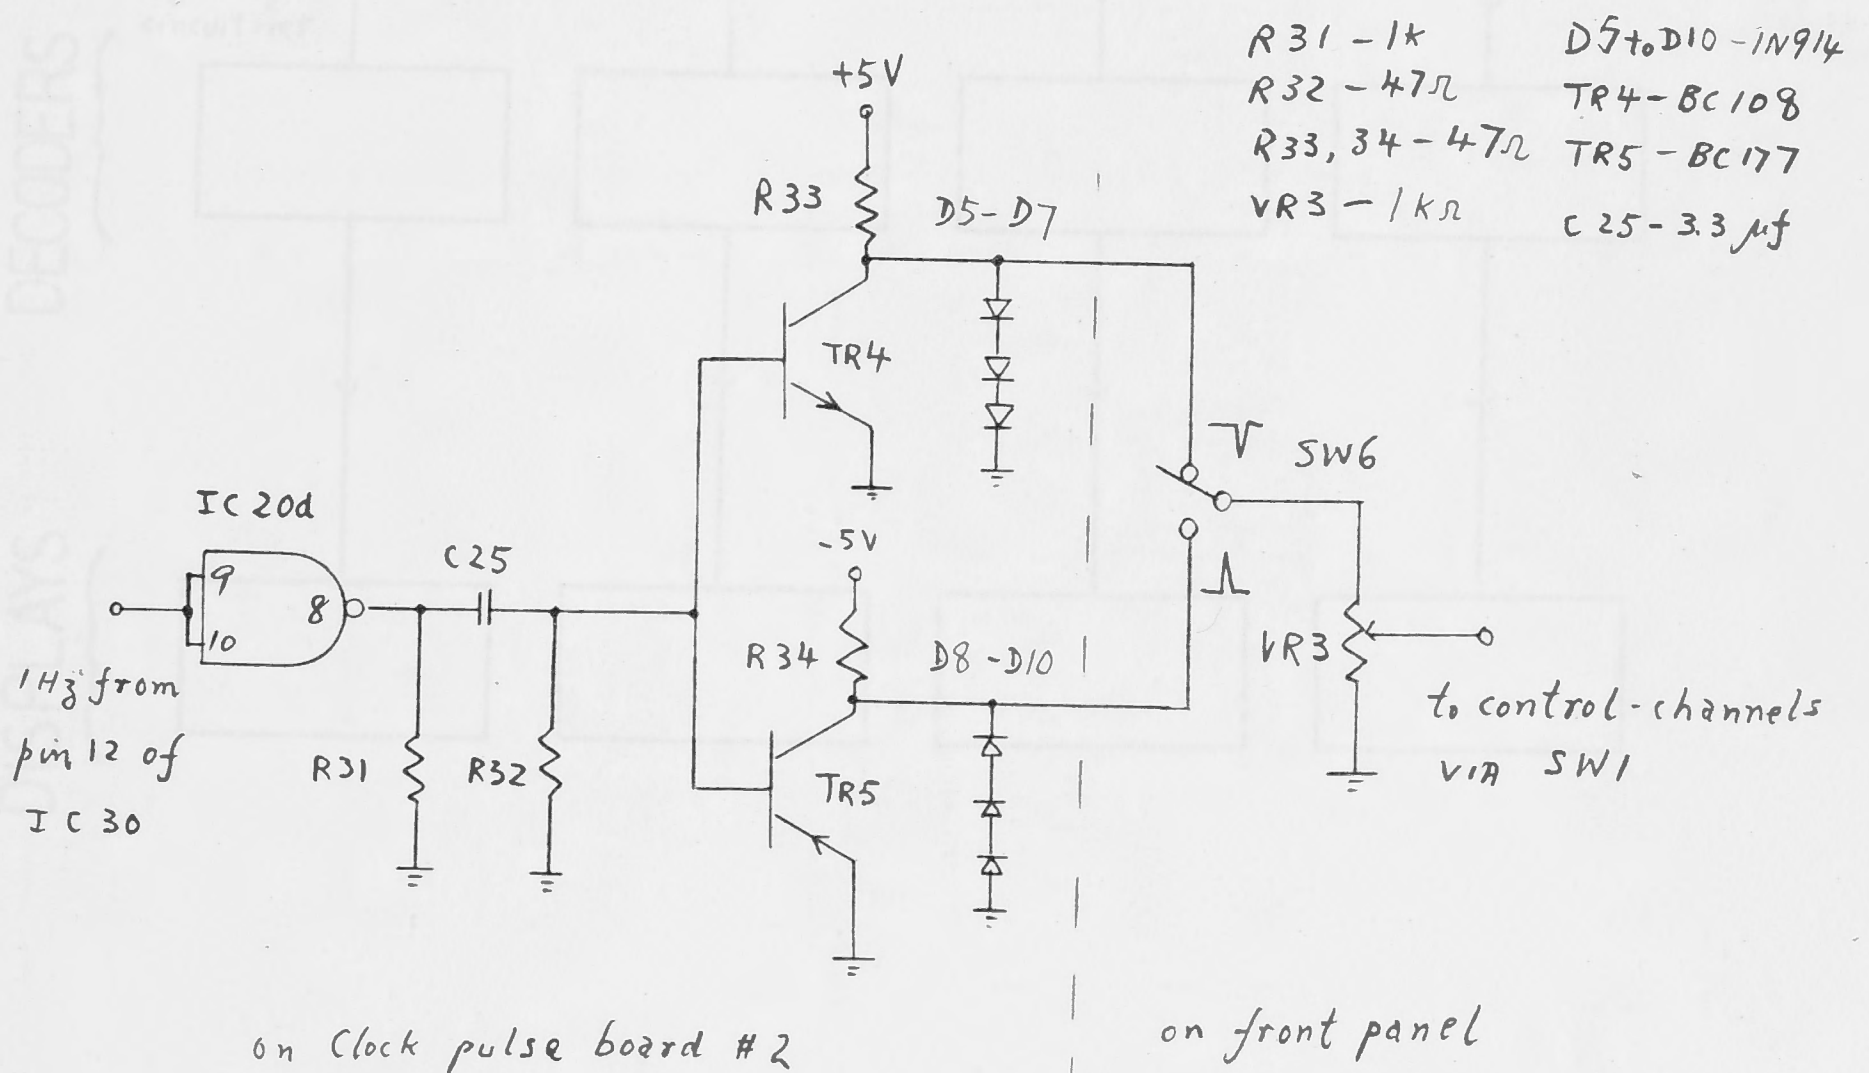 R31 - 1k
R32 - 47Ω
R33, 34 - 47Ω
VR3 - 1kΩ
D5 to D10 - 1N914
TR4 - BC108
TR5 - BC177
C25 - 3.3 μf
DECODERS
DISPLAYS
+5V
R33
D5-D7
TR4
SW6
IC 20d
C25
-5V
9
8
10
R34
D8-D10
VR3
1Hz from
pin 12 of
IC 30
R31
R32
TR5
to control-channels
VIA SW1
on Clock pulse board #2
on front panel